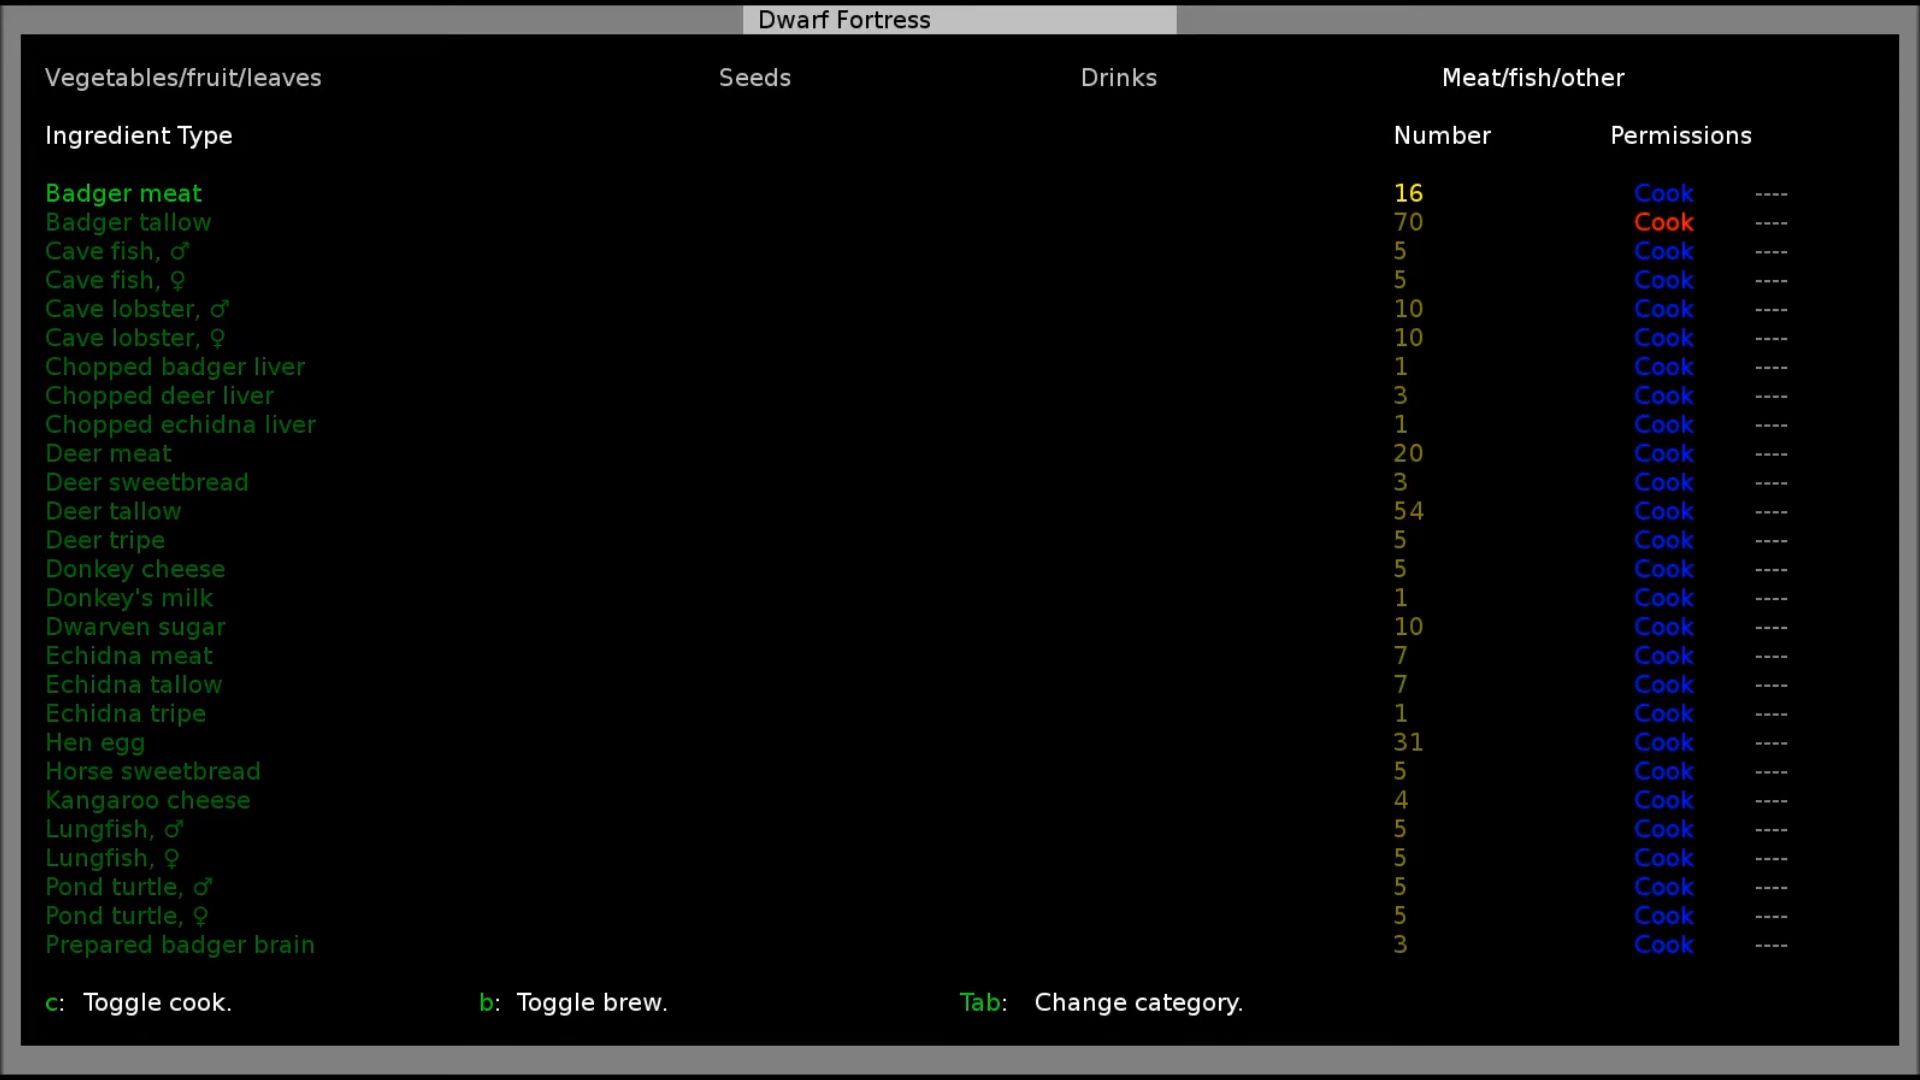 Dwarf Fortress
Vegetables/fruit/leaves Seeds Drinks Meat/fish/other
Ingredient Type Number Permissions
Badger meat 16 Cook ----
Badger tallow 70 Cook ----
Cave fish, ♂ 5 Cook ----
Cave fish, ♀ 5 Cook ----
Cave lobster, ♂ 10 Cook ----
Cave lobster, ♀ 10 Cook ----
Chopped badger liver 1 Cook ----
Chopped deer liver 3 Cook ----
Chopped echidna liver 1 Cook ----
Deer meat 20 Cook ----
Deer sweetbread 3 Cook ----
Deer tallow 54 Cook ----
Deer tripe 5 Cook ----
Donkey cheese 5 Cook ----
Donkey's milk 1 Cook ----
Dwarven sugar 10 Cook ----
Echidna meat 7 Cook ----
Echidna tallow 7 Cook ----
Echidna tripe 1 Cook ----
Hen egg 31 Cook ----
Horse sweetbread 5 Cook ----
Kangaroo cheese 4 Cook ----
Lungfish, ♂ 5 Cook ----
Lungfish, ♀ 5 Cook ----
Pond turtle, ♂ 5 Cook ----
Pond turtle, ♀ 5 Cook ----
Prepared badger brain 3 Cook ----
c: Toggle cook. b: Toggle brew. Tab: Change category.